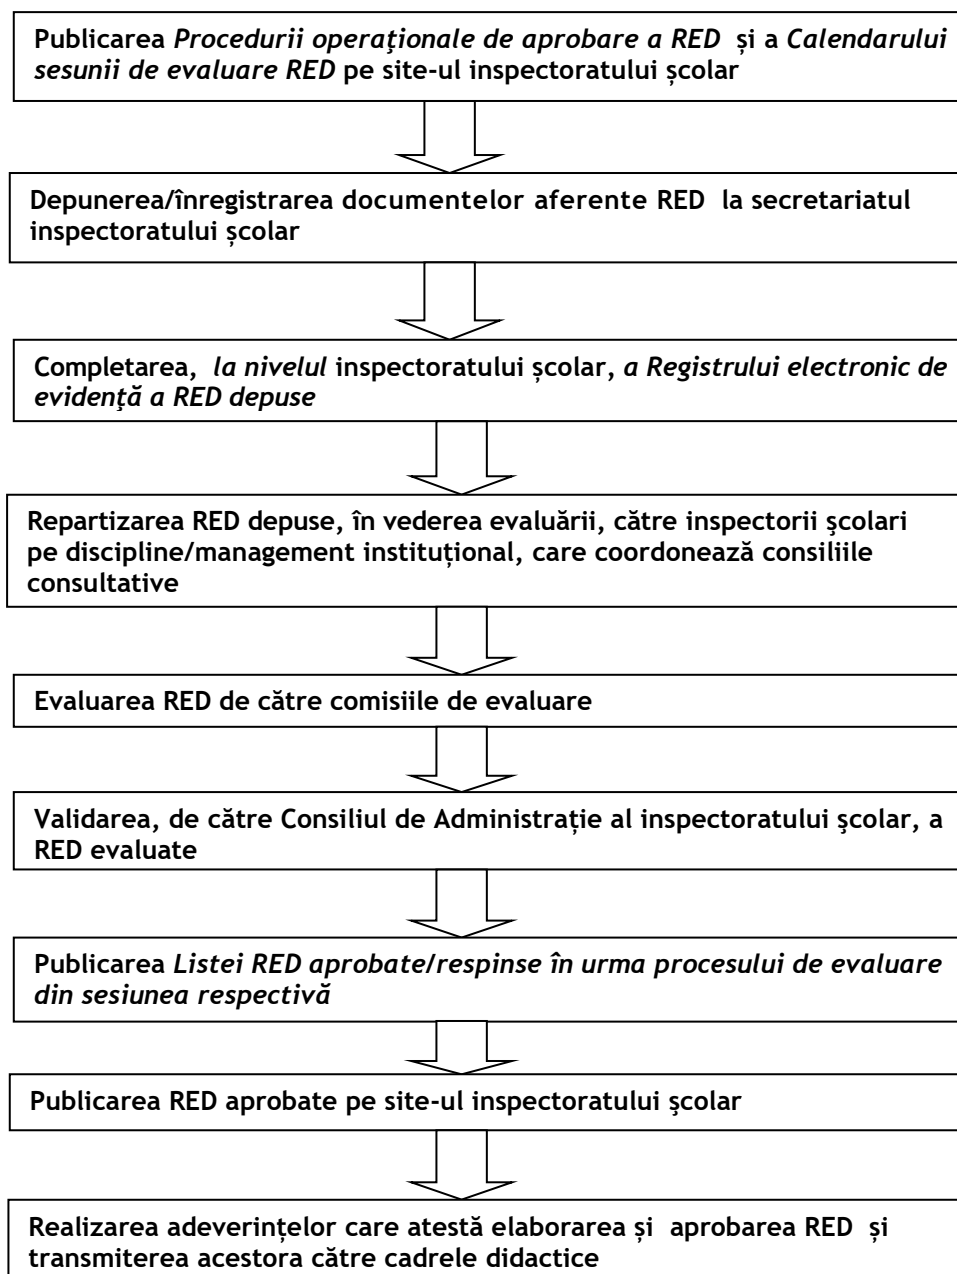 Publicarea Procedurii operaţionale de aprobare a RED și a Calendarului
sesunii de evaluare RED pe site-ul inspectoratului școlar
Depunerea/înregistrarea documentelor aferente RED la secretariatul
inspectoratului școlar
Completarea, la nivelul inspectoratului școlar, a Registrului electronic de
evidenţă a RED depuse
Repartizarea RED depuse, în vederea evaluării, către inspectorii şcolari
pe discipline/management instituțional, care coordonează consiliile
consultative
Evaluarea RED de către comisiile de evaluare
Validarea, de către Consiliul de Administrație al inspectoratului şcolar, a
RED evaluate
Publicarea Listei RED aprobate/respinse în urma procesului de evaluare
din sesiunea respectivă
Publicarea RED aprobate pe site-ul inspectoratului şcolar
Realizarea adeverințelor care atestă elaborarea și aprobarea RED și
transmiterea acestora către cadrele didactice